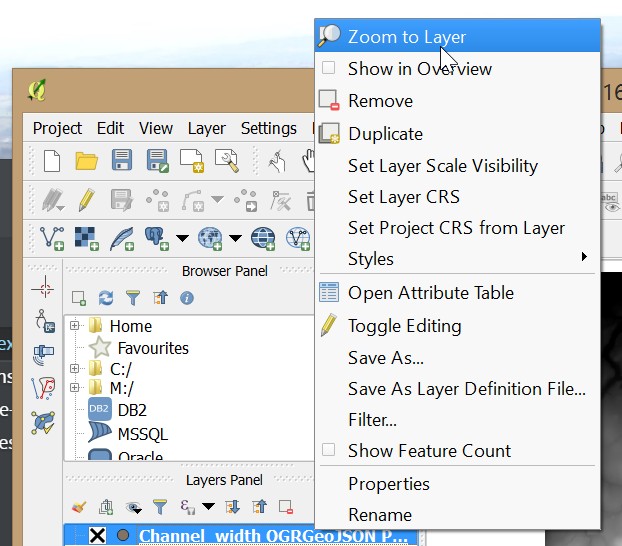 Zoom to Layer
Show in Overview
Remove
Duplicate
Set Layer Scale Visibility
Set Layer CRS
Set Project CRS from Layer
Styles
Open Attribute Table
Toggle Editing
Save As...
Save As Layer Definition File...
Filter...
Show Feature Count
Properties
Rename
16
Project Edit View Layer Settings
abc
Browser Panel
Home
Favourites
C:/
M:/
DB2 DB2
MSSQL
Oracle
Layers Panel
Channel_width OGRGeoJSON P...